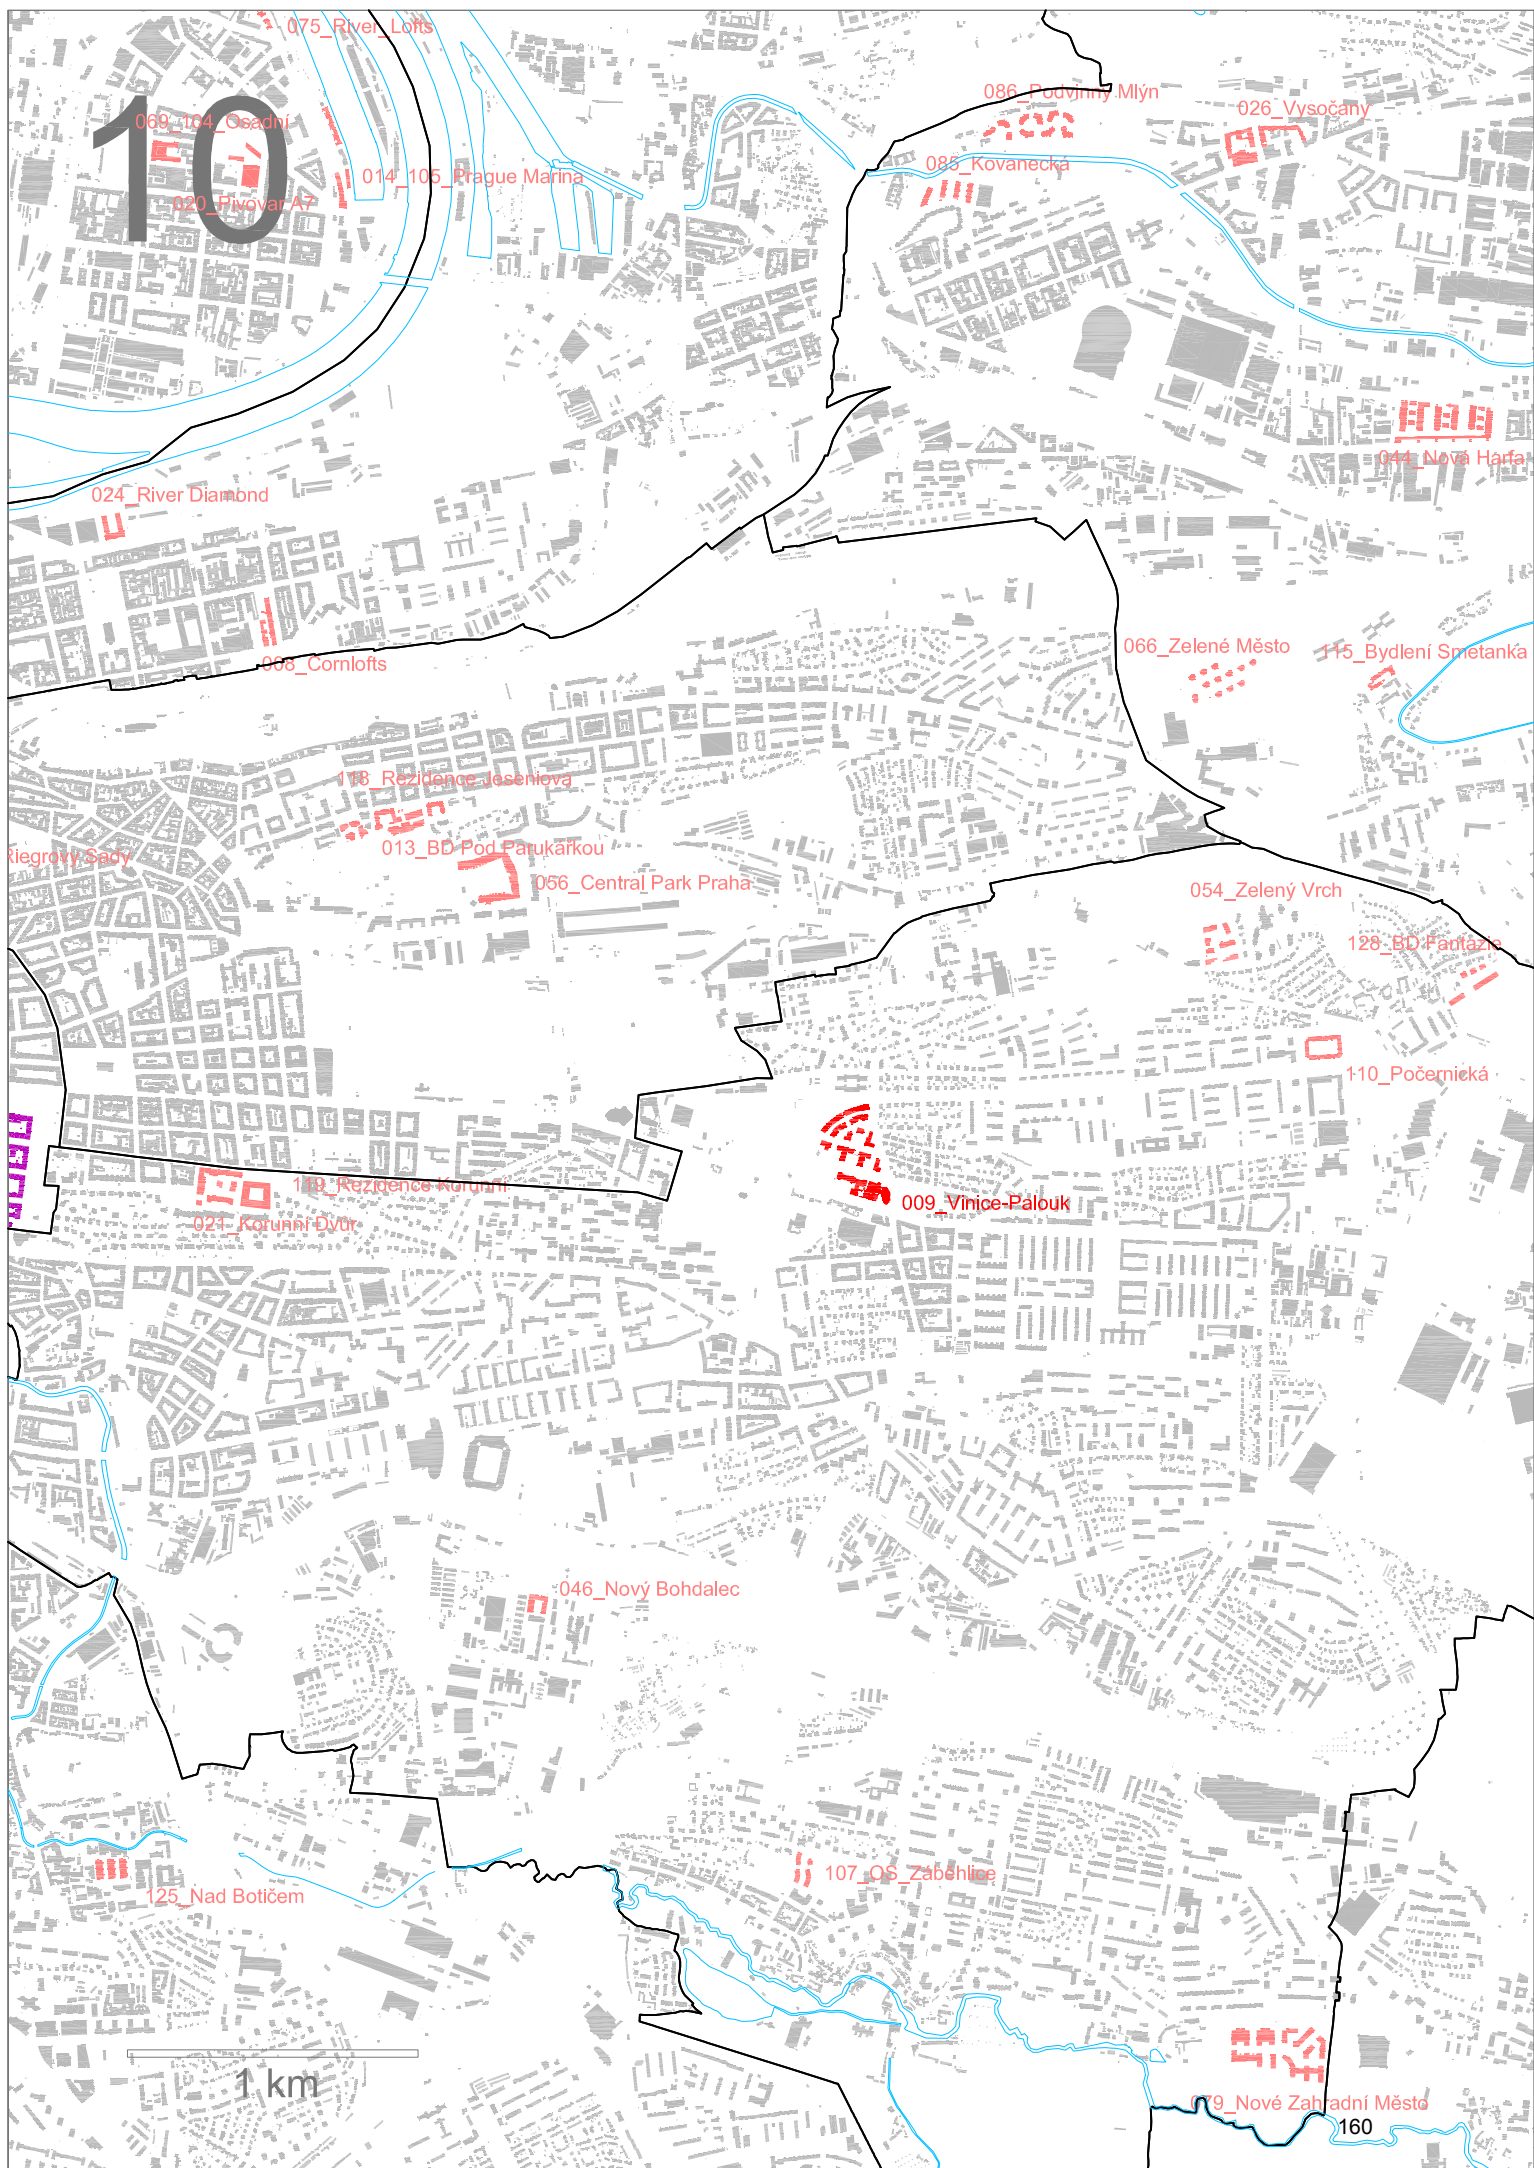 075_River_Lofts
10
086_Podvinný Mlýn
026_Vysočany
069_104_Osadní
085_Kovanecká
014_105_Prague Marina
020_Pivovar A7
044_Nová Harfa
024_River Diamond
066_Zelené Město
115_Bydlení Smetanka
068_Cornlofts
118_Rezidence Jeseniova
013_BD Pod Parukářkou
Riegrovy Sady
056_Central Park Praha
054_Zelený Vrch
128_BD Fantazie
110_Počernická
119_Rezidence Korunní
009_Vinice-Palouk
021_Korunní Dvůr
046_Nový Bohdalec
107_OS_Záběhlice
125_Nad Botičem
1 km
079_Nové Zahradní Město
160